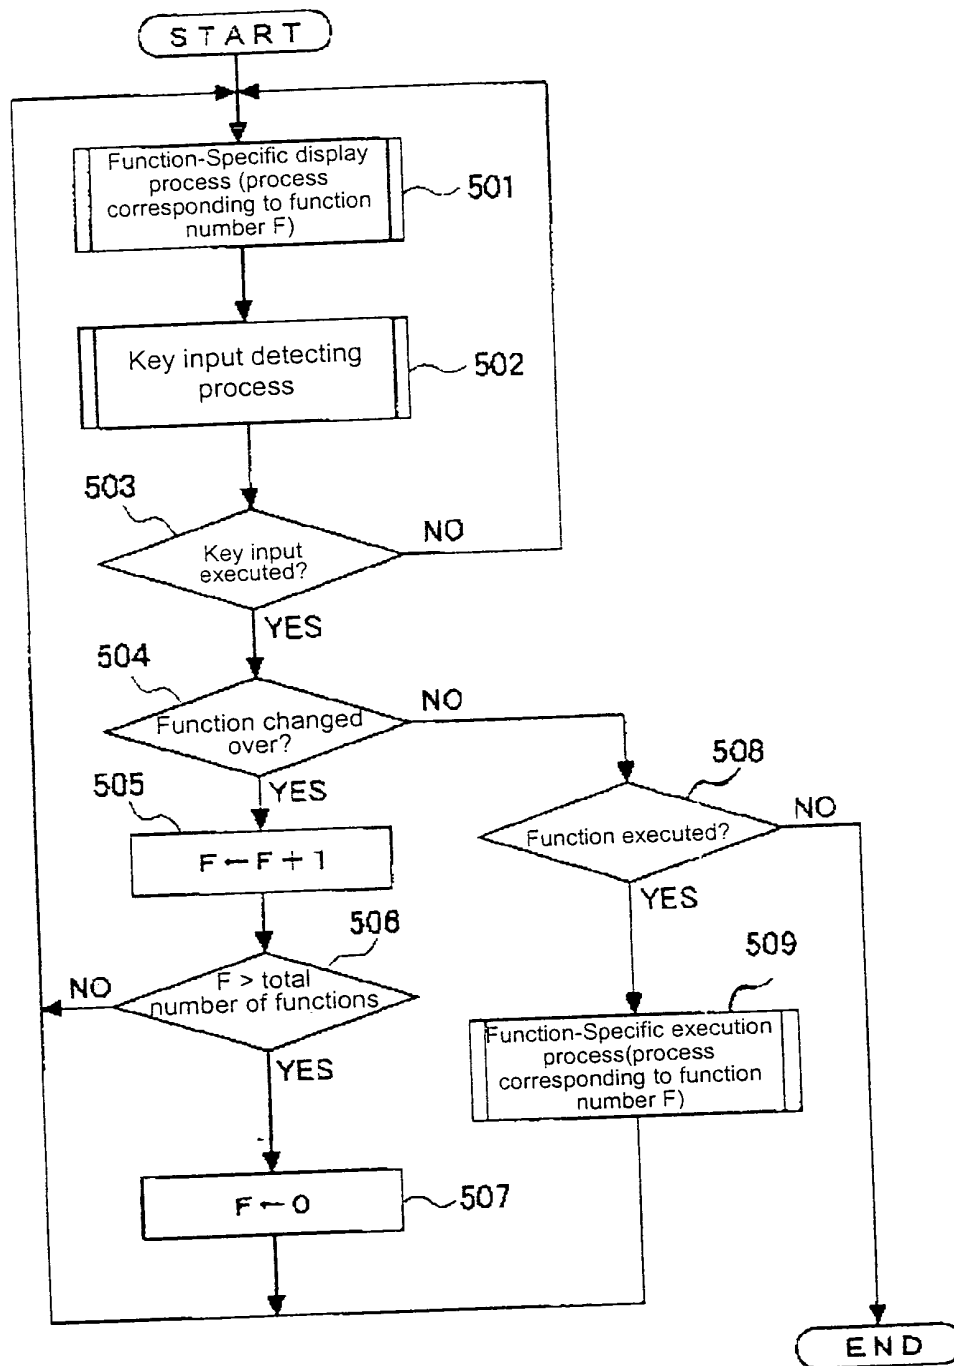 START
Function-Specific display
process (process
corresponding to function
number F)
501
Key input detecting
process
502
503
Key input
executed?
NO
YES
504
Function changed
over?
NO
YES
505
F ← F + 1
508
Function executed?
NO
YES
506
F > total
number of functions
NO
YES
509
Function-Specific execution
process(process
corresponding to function
number F)
F ← 0
507
END